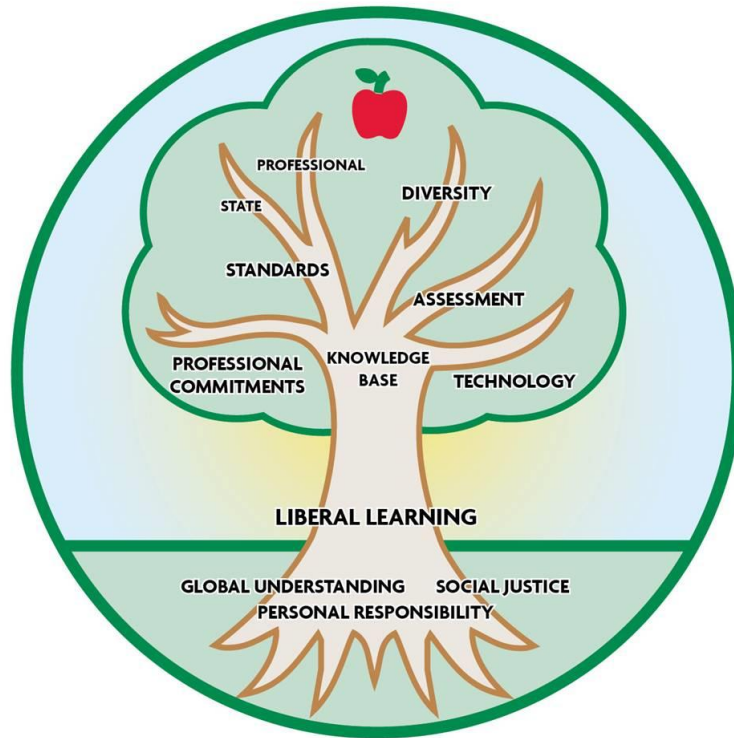 PROFESSIONAL
STATE
DIVERSITY
STANDARDS
ASSESSMENT
PROFESSIONAL
COMMITMENTS
KNOWLEDGE
BASE
TECHNOLOGY
LIBERAL LEARNING
GLOBAL UNDERSTANDING
SOCIAL JUSTICE
PERSONAL RESPONSIBILITY